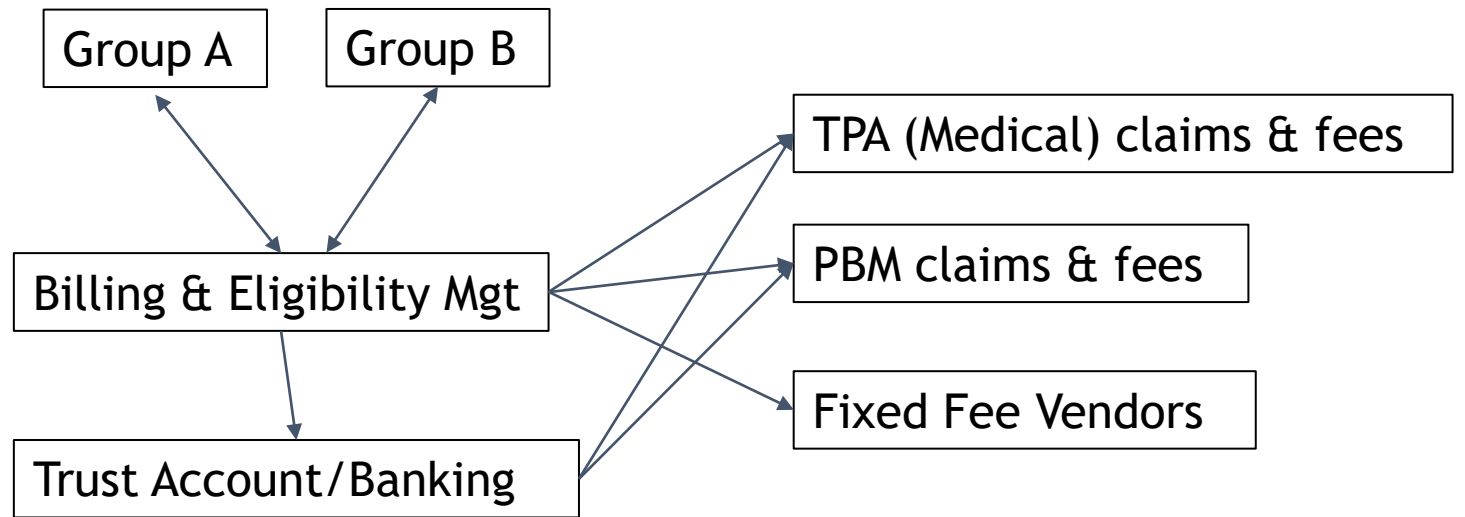 Group A
Group B
TPA (Medical) claims & fees
PBM claims & fees
Billing & Eligibility Mgt
Fixed Fee Vendors
Trust Account/Banking